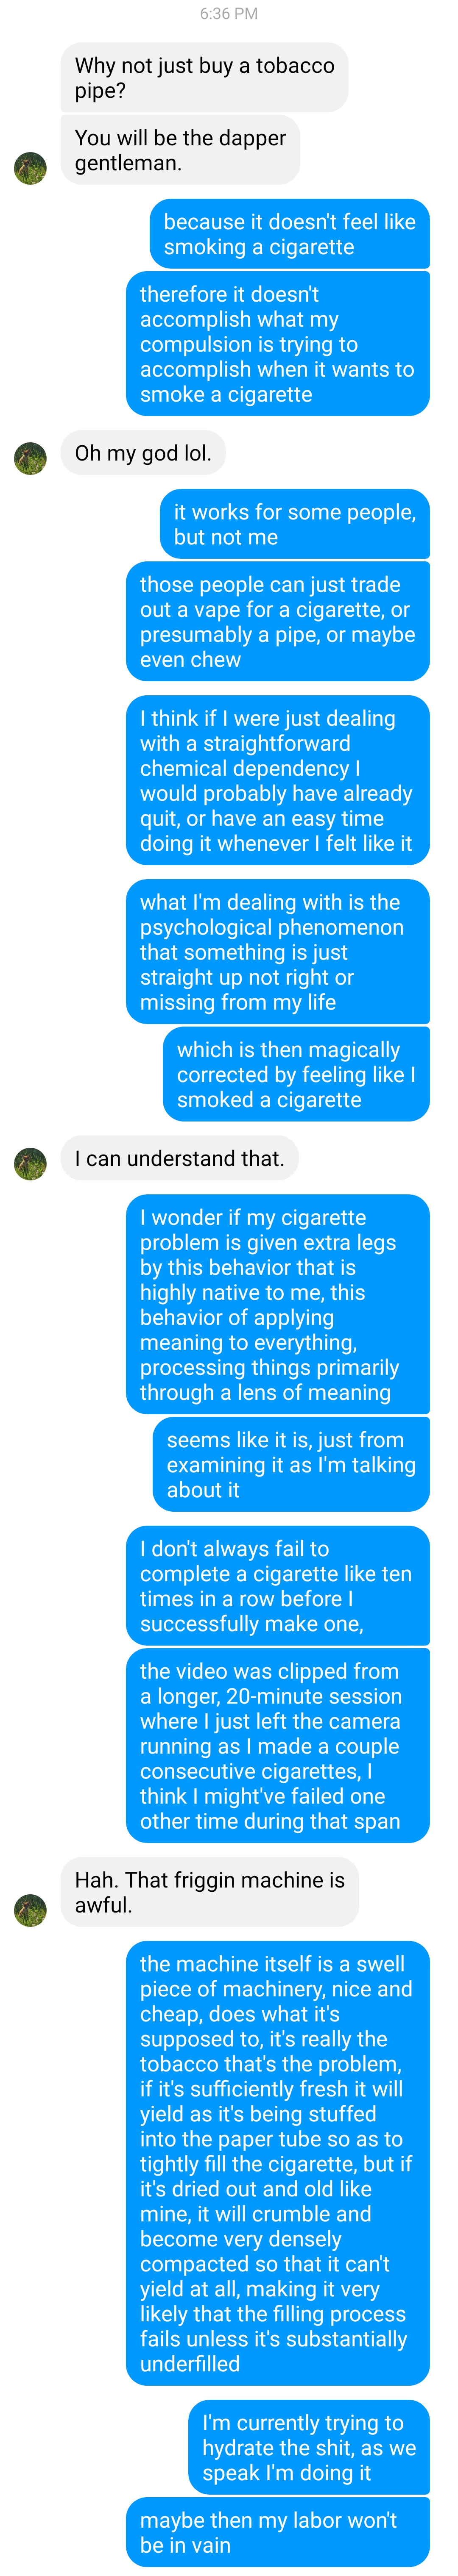 6:36 PM
Why not just buy a tobacco
pipe?
You will be the dapper
gentleman.
because it doesn't feel like
smoking a cigarette
therefore it doesn't
accomplish what my
compulsion is trying to
accomplish when it wants to
smoke a cigarette
Oh my god lol.
it works for some people,
but not me
those people can just trade
out a vape for a cigarette, or
presumably a pipe, or maybe
even chew
I think if I were just dealing
with a straightforward
chemical dependency I
would probably have already
quit, or have an easy time
doing it whenever I felt like it
what I'm dealing with is the
psychological phenomenon
that something is just
straight up not right or
missing from my life
which is then magically
corrected by feeling like I
smoked a cigarette
I can understand that.
I wonder if my cigarette
problem is given extra legs
by this behavior that is
highly native to me, this
behavior of applying
meaning to everything,
processing things primarily
through a lens of meaning
seems like it is, just from
examining it as I'm talking
about it
I don't always fail to
complete a cigarette like ten
times in a row before I
successfully make one,
the video was clipped from
a longer, 20-minute session
where I just left the camera
running as I made a couple
consecutive cigarettes, I
think I might've failed one
other time during that span
Hah. That friggin machine is
awful.
the machine itself is a swell
piece of machinery, nice and
cheap, does what it's
supposed to, it's really the
tobacco that's the problem,
if it's sufficiently fresh it will
yield as it's being stuffed
into the paper tube so as to
tightly fill the cigarette, but if
it's dried out and old like
mine, it will crumble and
become very densely
compacted so that it can't
yield at all, making it very
likely that the filling process
fails unless it's substantially
underfilled
I'm currently trying to
hydrate the shit, as we
speak I'm doing it
maybe then my labor won't
be in vain